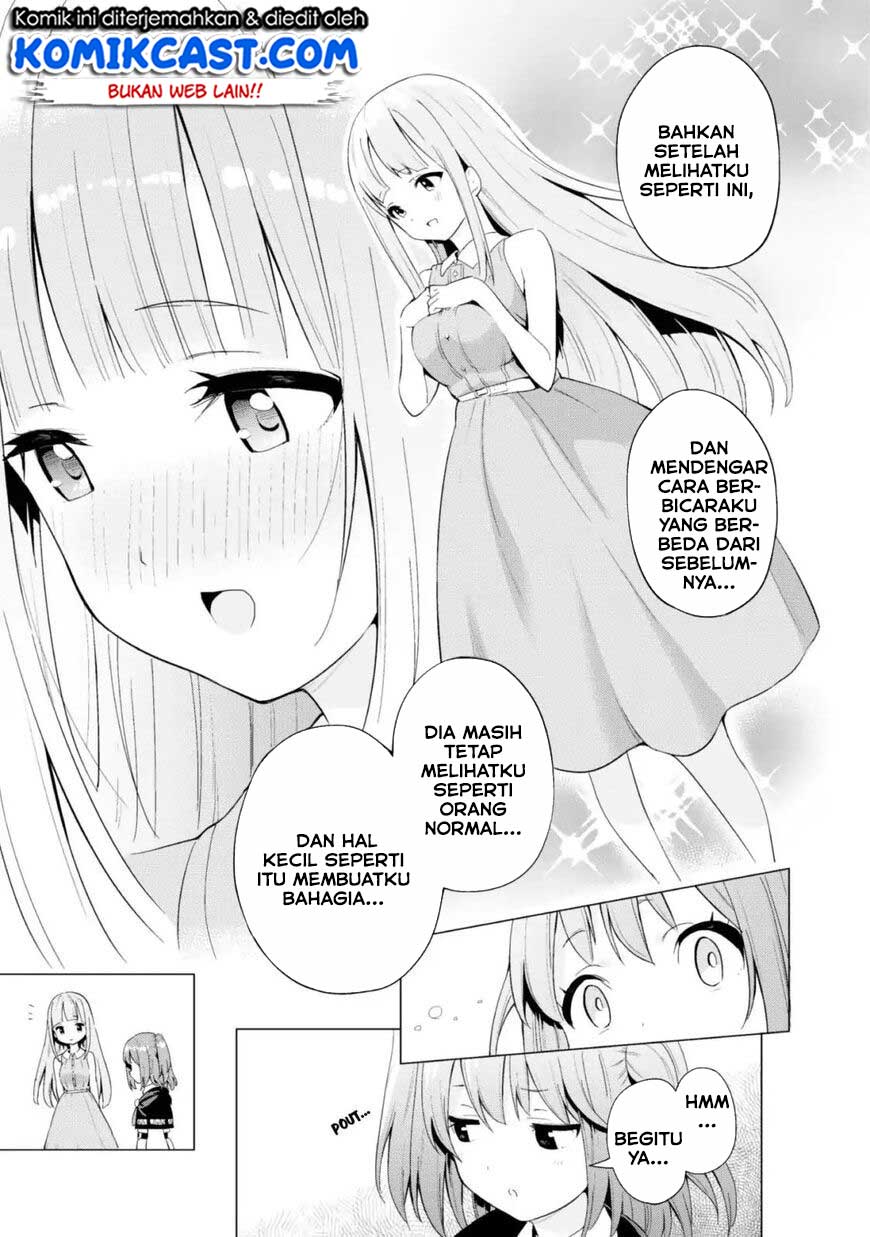 Komik ini diterjemahkan & diedit oleh
KOMIKCAST.COM
BUKAN WEB LAIN!!
BAHKAN
SETELAH
MELIHATKU
SEPERTI INI,
DAN
MENDENGAR
CARA BER-
BICARAKU
YANG BER-
BEDA DARI
SEBELUM-
NYA...
DIA MASIH
TETAP
MELIHATKU
SEPERTI
ORANG
NORMAL...
DAN HAL
KECIL SEPERTI
ITU MEMBUATKU
BAHAGIA...
HMM
...
BEGITU
YA...
POUT...